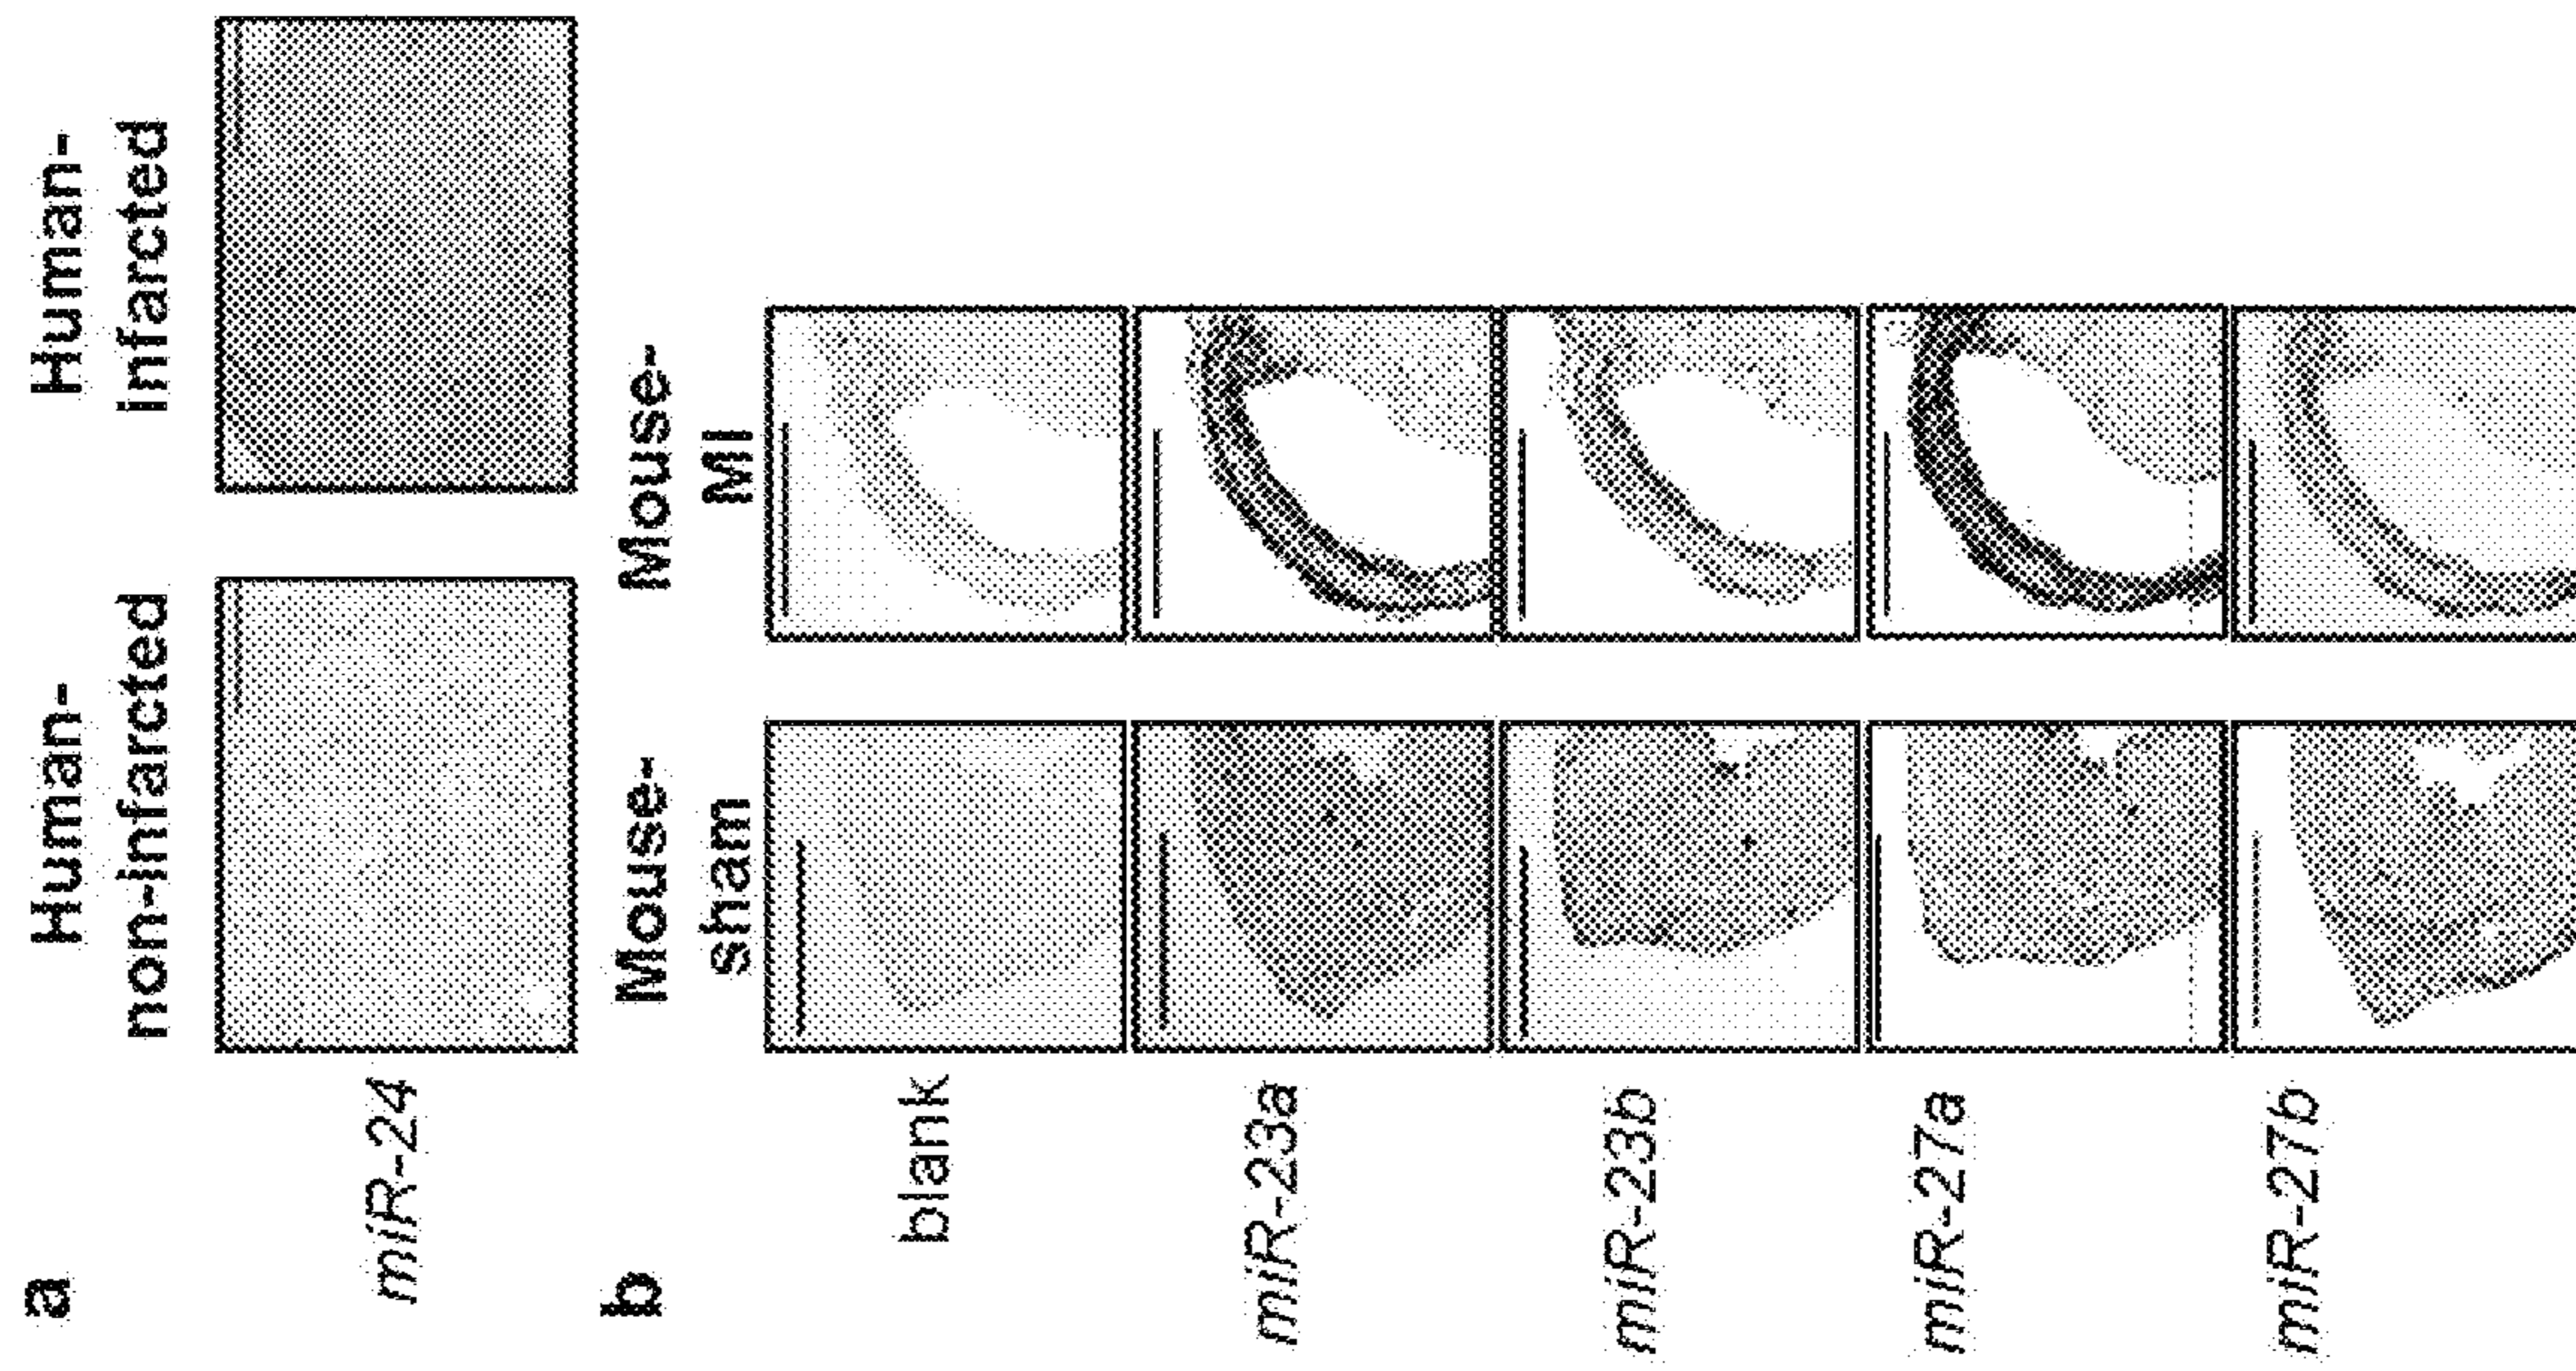 a
Human-
non-infarcted
Human-
infarcted
miR-24
b
Mouse-
sham
Mouse-
MI
blank
miR-23a
miR-23b
miR-27a
miR-27b